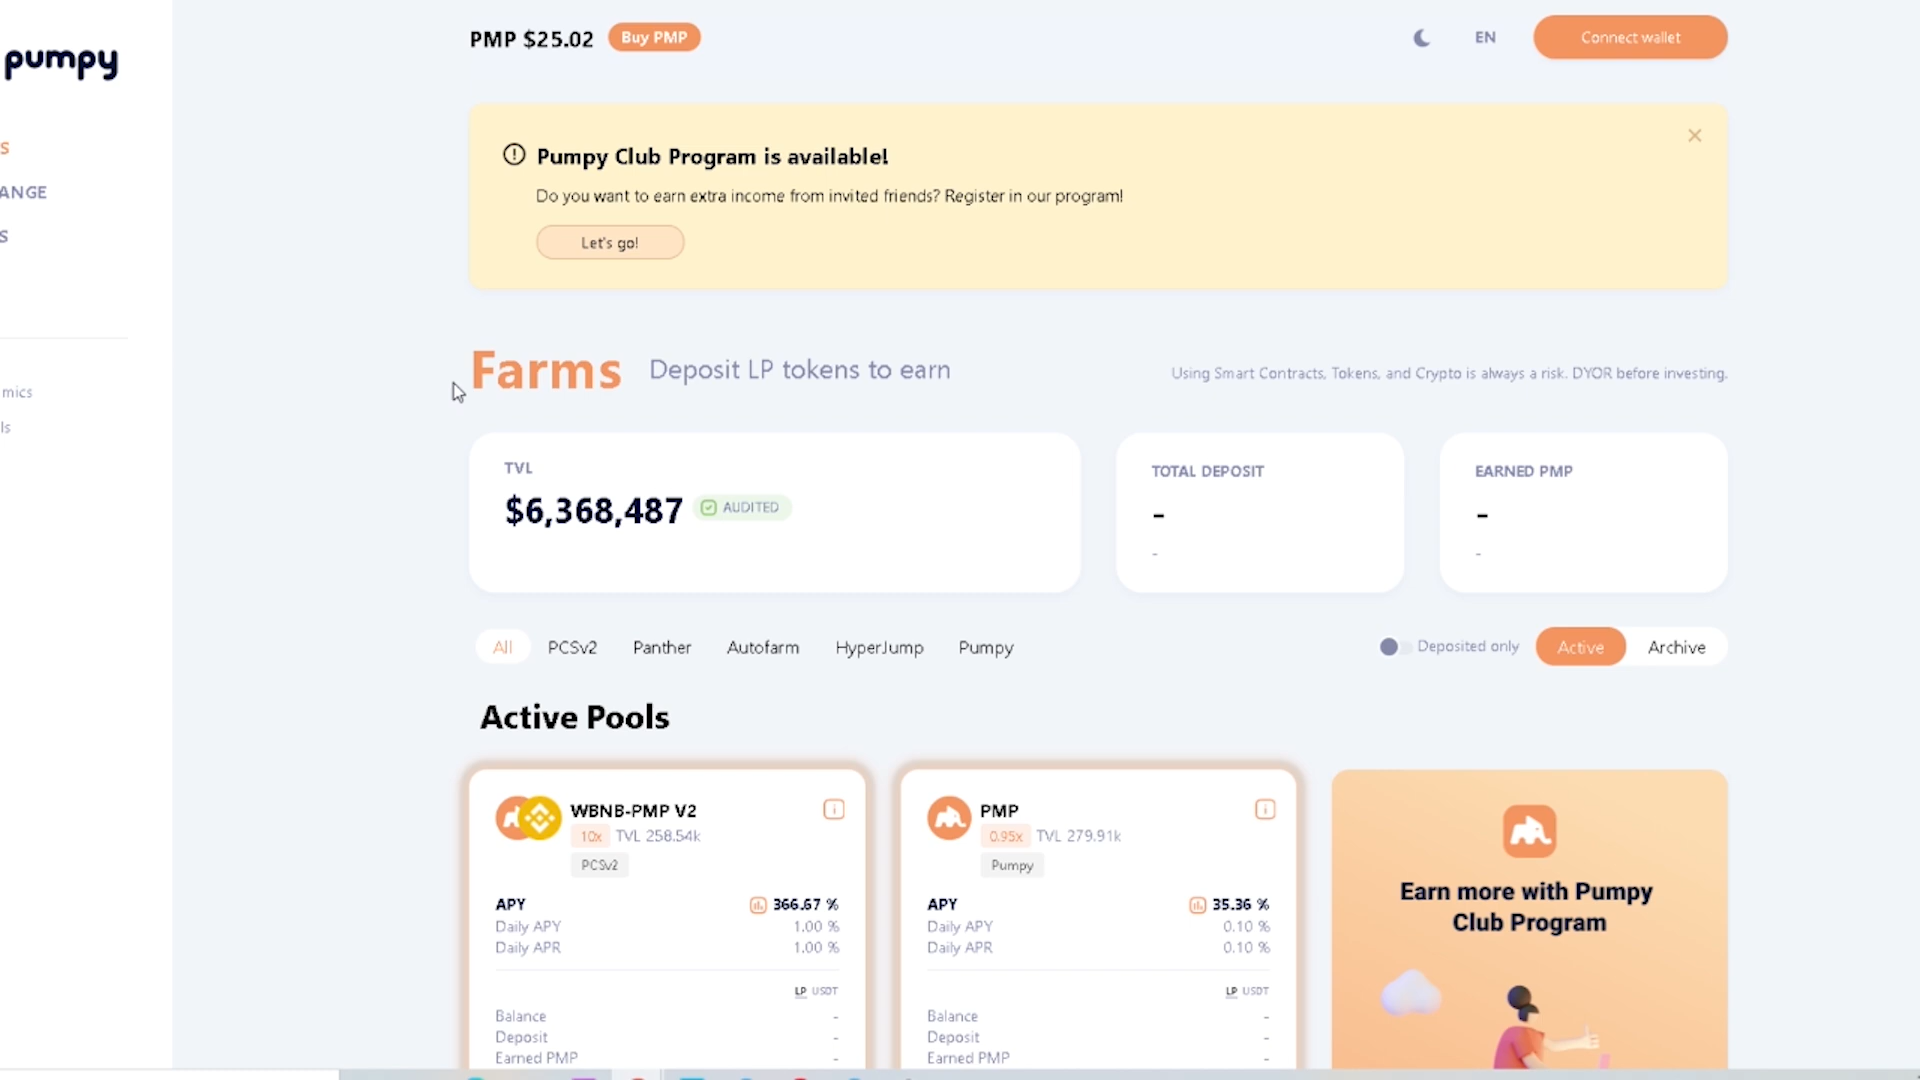 PMP $25.02
Buy PMP
EN
Connect wallet
pumpy
S
ANGE
S
mics
ls
Pumpy Club Program is available!
Do you want to earn extra income from invited friends? Register in our program!
Let's go!
Farms
Deposit LP tokens to earn
Using Smart Contracts, Tokens, and Crypto is always a risk. DYOR before investing.
TVL
$6,368,487
AUDITED
TOTAL DEPOSIT
-
-
EARNED PMP
-
-
All
PCSv2
Panther
Autofarm
HyperJump
Pumpy
Deposited only
Active
Archive
Active Pools
WBNB-PMP V2
10x TVL 258.54k
PCSv2
APY 366.67 %
Daily APY 1.00 %
Daily APR 1.00 %
LP USDT
Balance -
Deposit -
Earned PMP -
PMP
0.95x TVL 279.91k
Pumpy
APY 35.36 %
Daily APY 0.10 %
Daily APR 0.10 %
LP USDT
Balance -
Deposit -
Earned PMP -
Earn more with Pumpy
Club Program